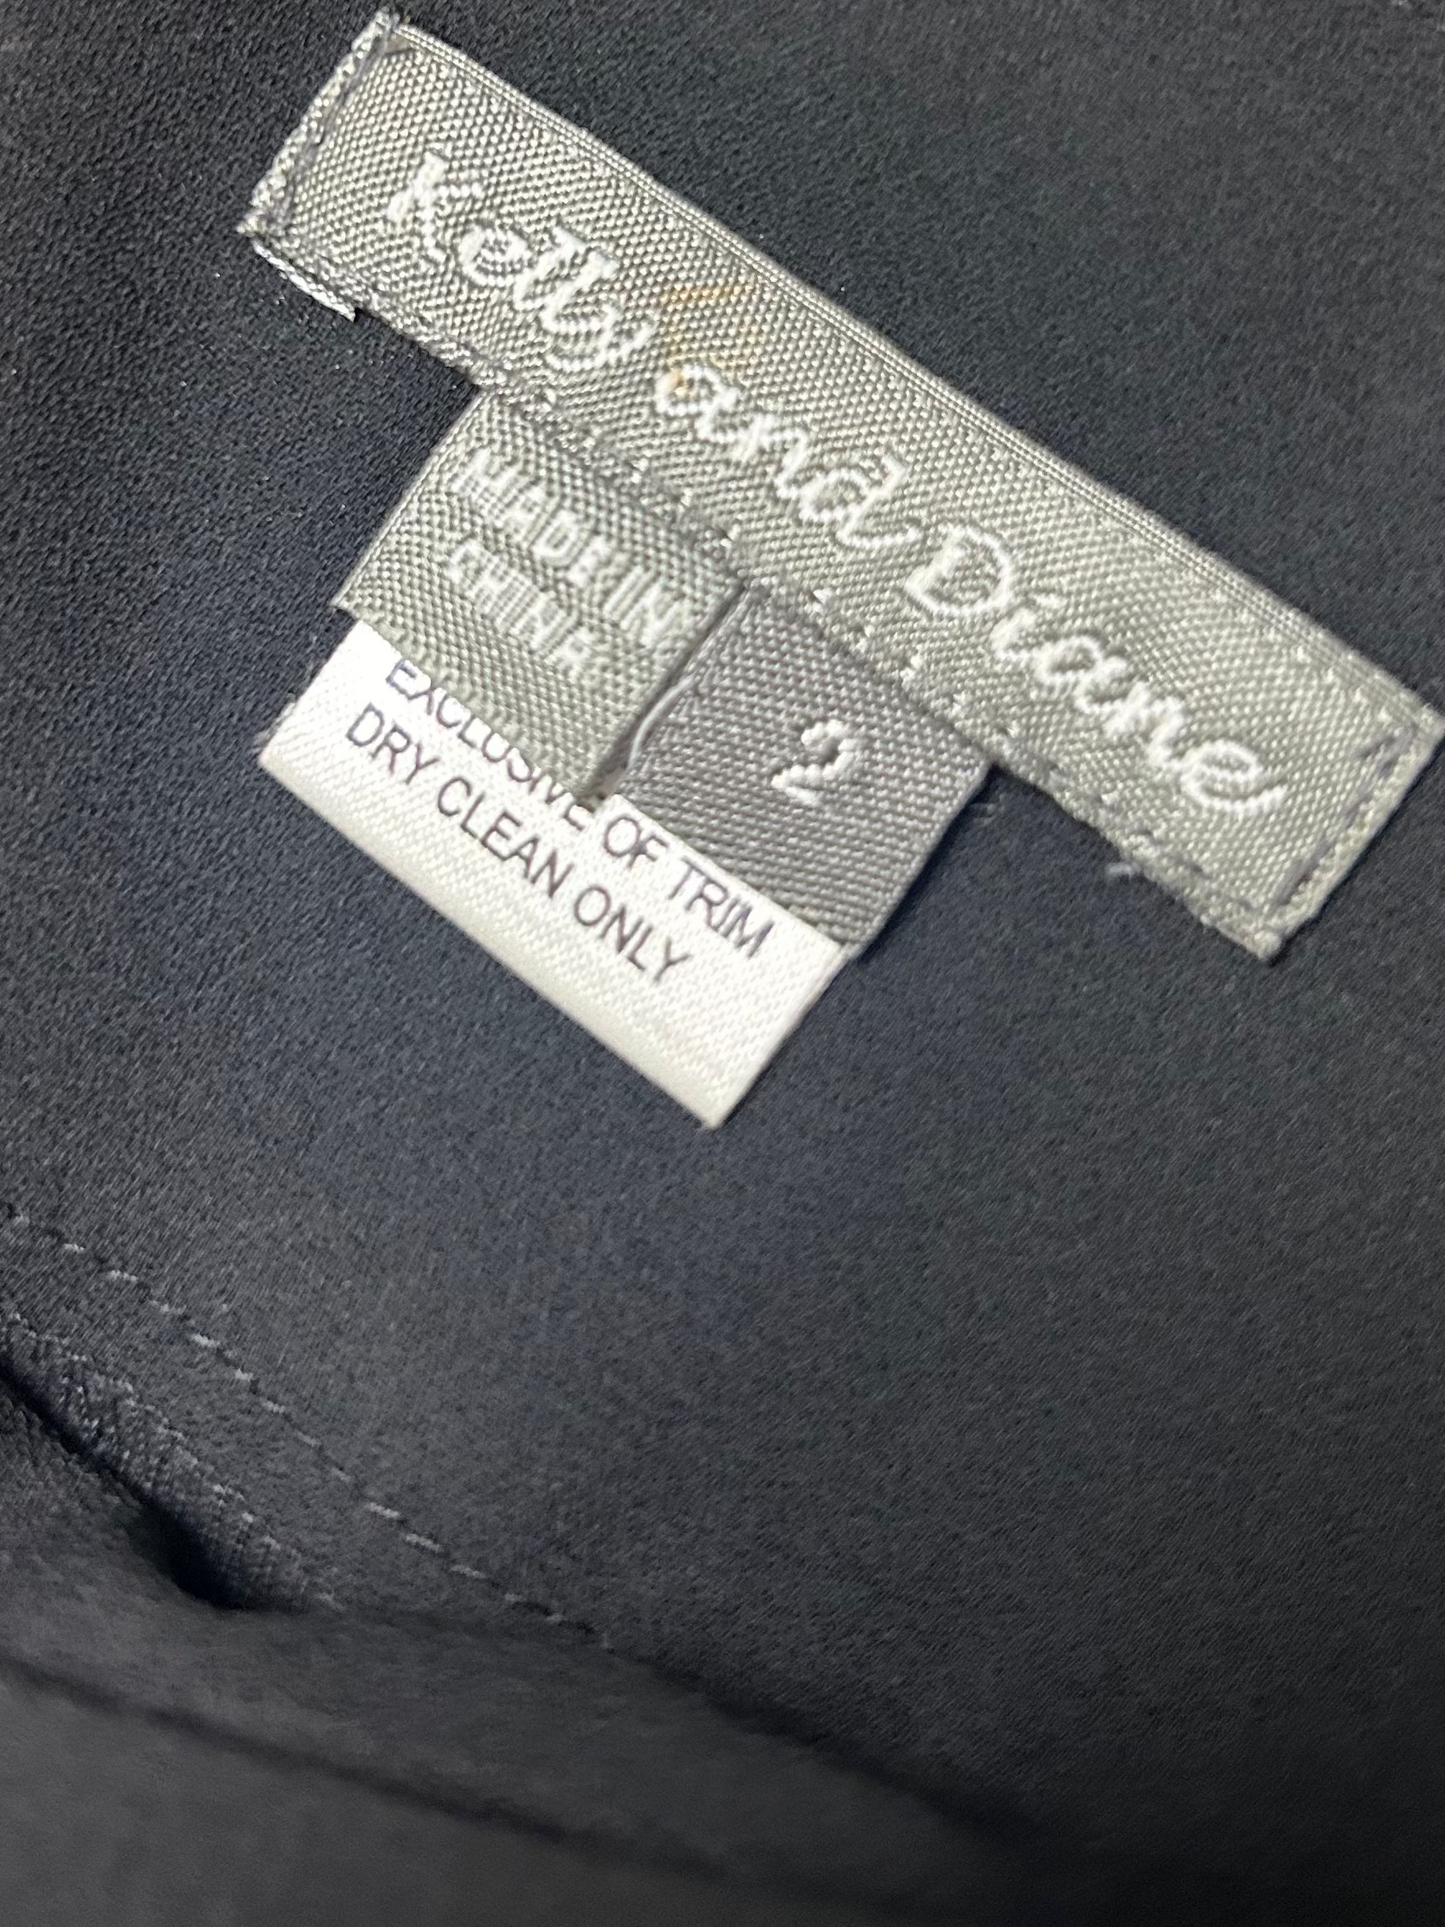 Kelly and Diane
MADE IN
CHINA
2
EXCLUSIVE OF TRIM
DRY CLEAN ONLY